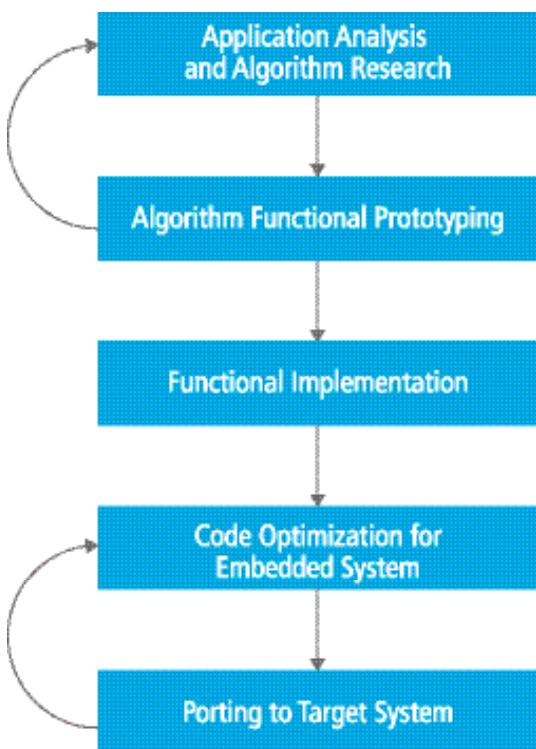 Application Analysis
and Algorithm Research
Algorithm Functional Prototyping
Functional Implementation
Code Optimization for
Embedded System
Porting to Target System